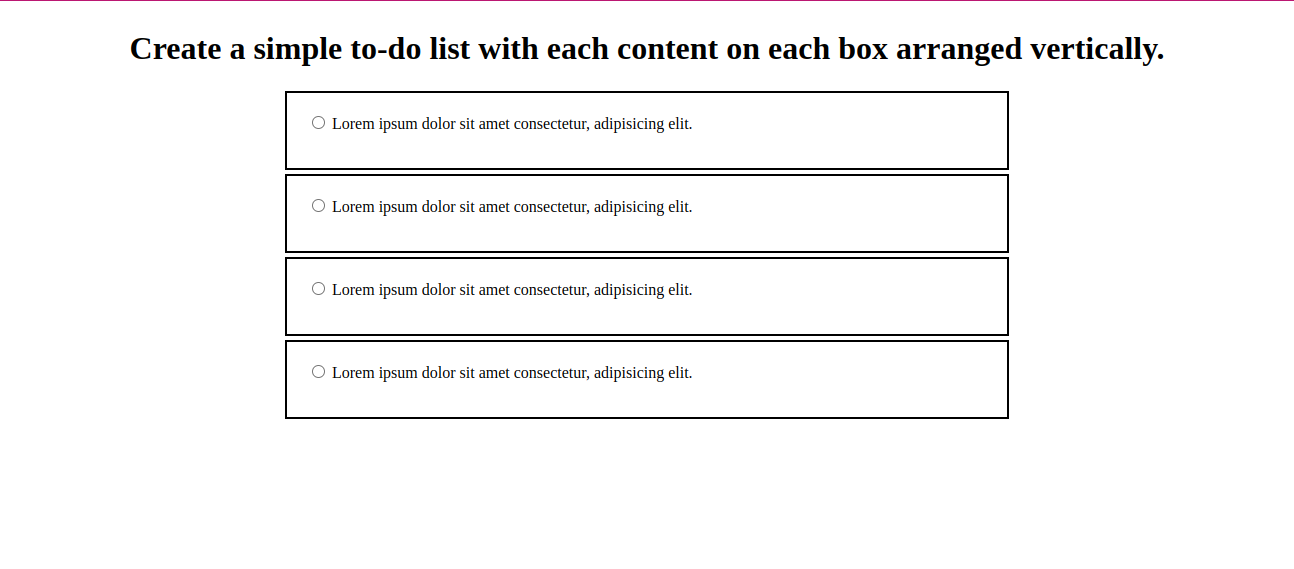 Create a simple to-do list with each content on each box arranged vertically.
Lorem ipsum dolor sit amet consectetur, adipisicing elit.
Lorem ipsum dolor sit amet consectetur, adipisicing elit.
Lorem ipsum dolor sit amet consectetur, adipisicing elit.
Lorem ipsum dolor sit amet consectetur, adipisicing elit.